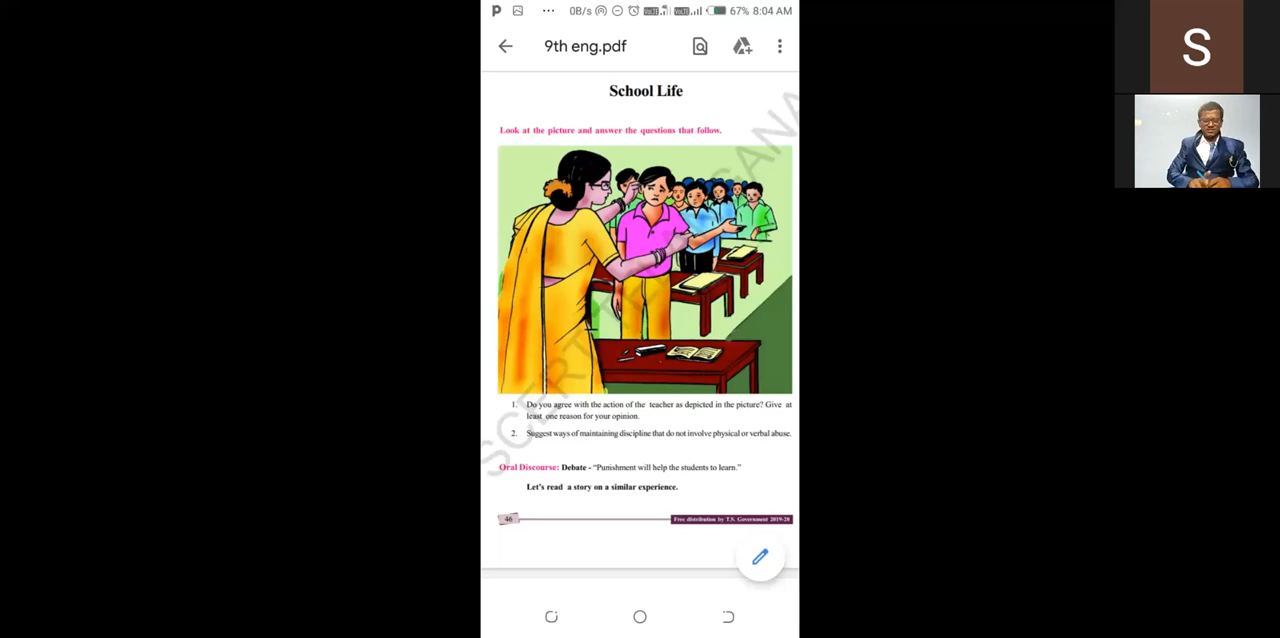 0B/s 67% 8:04 AM
9th eng.pdf
S
School Life
Look at the picture and answer the questions that follow.
1. Do you agree with the action of the teacher as depicted in the picture? Give at
least one reason for your opinion.
2. Suggest ways of maintaining discipline that do not involve physical or verbal abuse.
Oral Discourse: Debate - “Punishment will help the students to learn.”
Let's read a story on a similar experience.
46
Free distribution by T.S. Government 2019-20